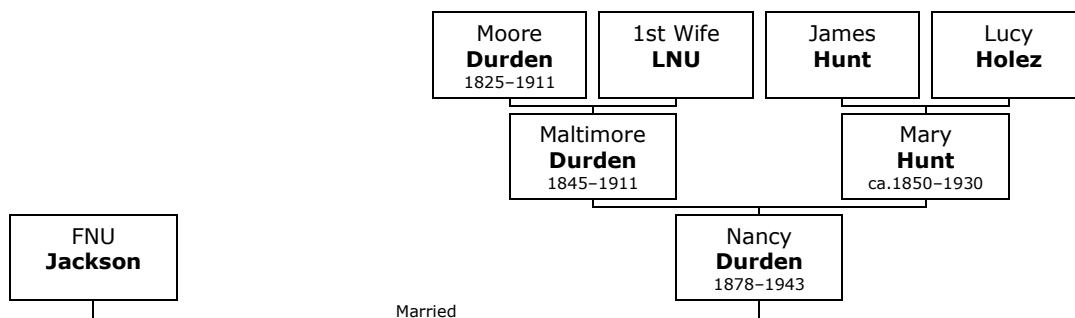 Moore
Durden
1825–1911
1st Wife
LNU
James
Hunt
Lucy
Holez
Maltimore
Durden
1845–1911
Mary
Hunt
ca.1850–1930
FNU
Jackson
Nancy
Durden
1878–1943
Married